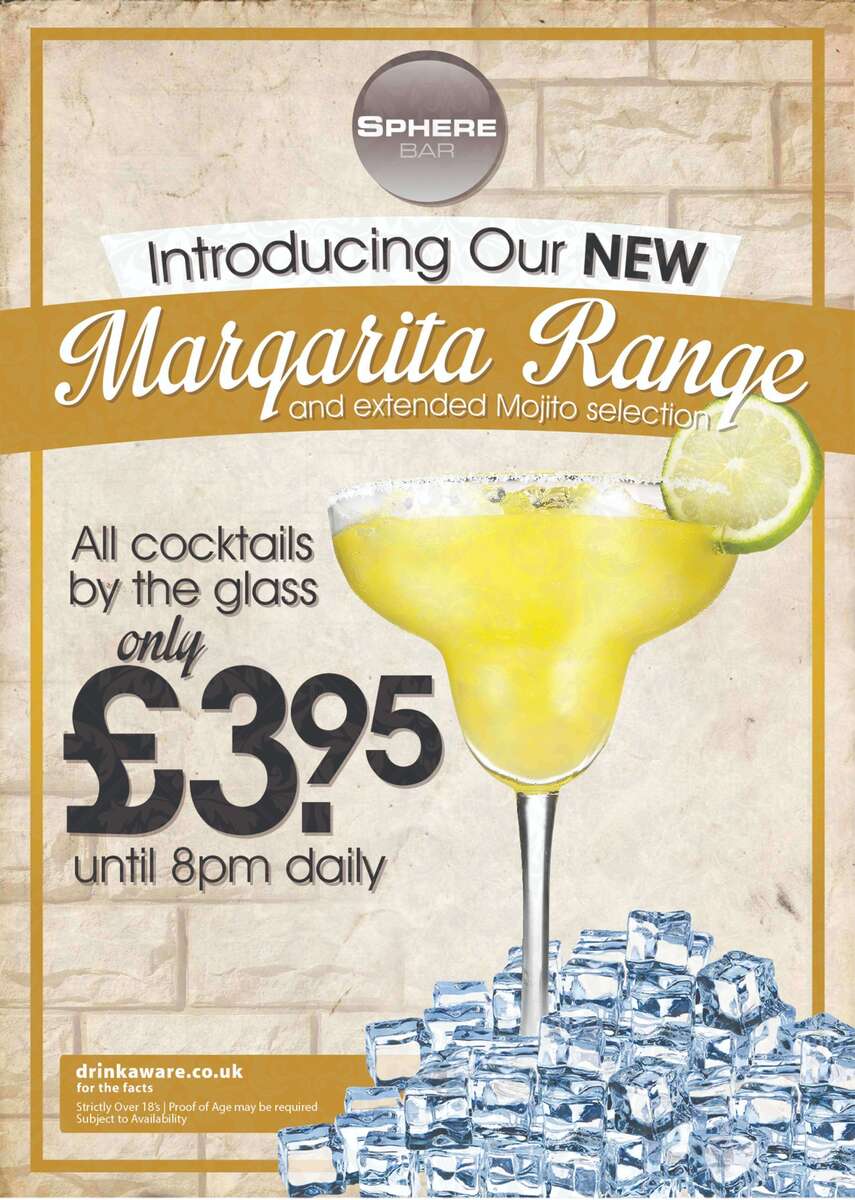 SPHERE
BAR
Introducing Our NEW
Margarita Range
and extended Mojito selection
All cocktails
by the glass
only
£3.95
until 8pm daily
drinkaware.co.uk
for the facts
Strictly Over 18's | Proof of Age may be required
Subject to Availability